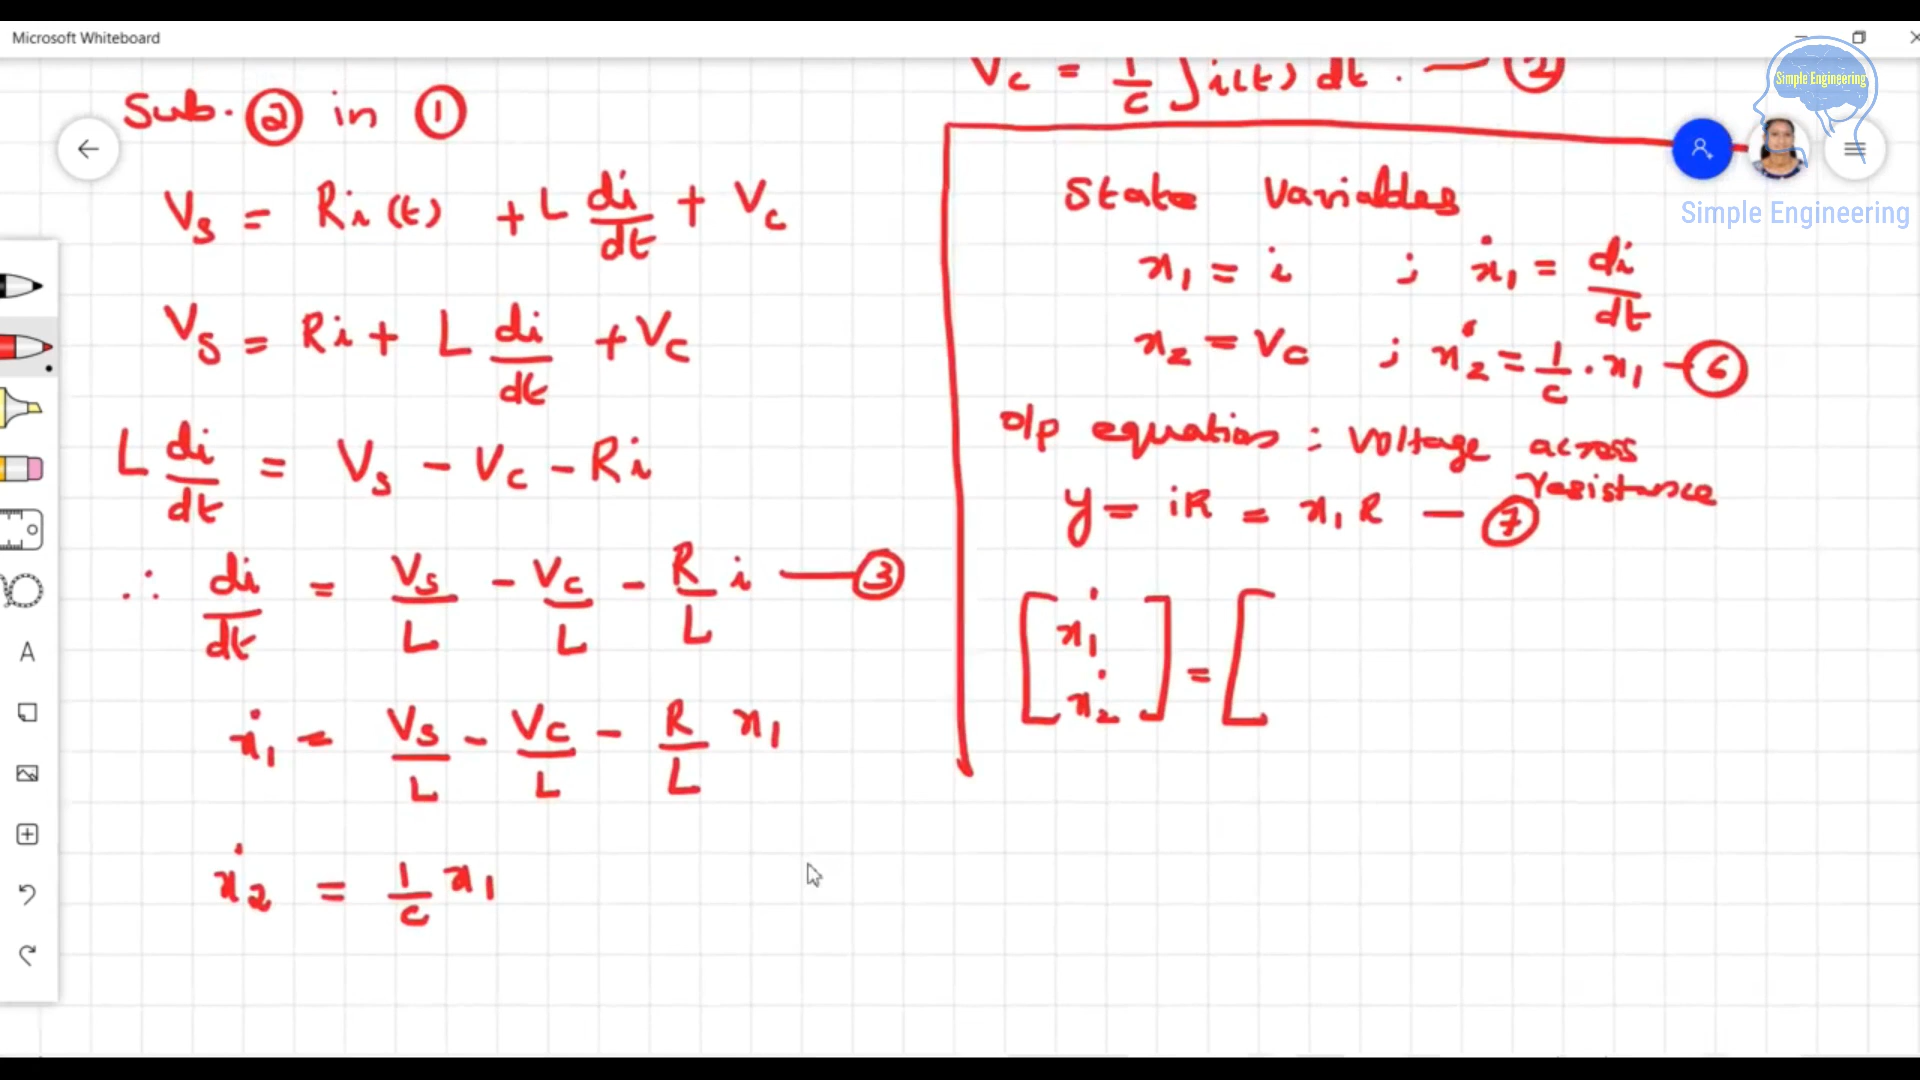 Microsoft Whiteboard
Simple Engineering
Simple Engineering
Sub. ② in ①
Vs = Ri(t) + L di/dt + Vc
Vs = Ri + L di/dt + Vc
L di/dt = Vs - Vc - Ri
∴ di/dt = Vs/L - Vc/L - R/L i — ③
ẋ1 = Vs/L - Vc/L - R/L x1
ẋ2 = 1/c x1
Vc = 1/c ∫i(t) dt. — ②
State Variables
x1 = i ; ẋ1 = di/dt
x2 = Vc ; ẋ2 = 1/c · x1 — ⑥
o/p equation : Voltage across
resistance
y = iR = x1 R — ⑦
[ẋ1
ẋ2] = [
A